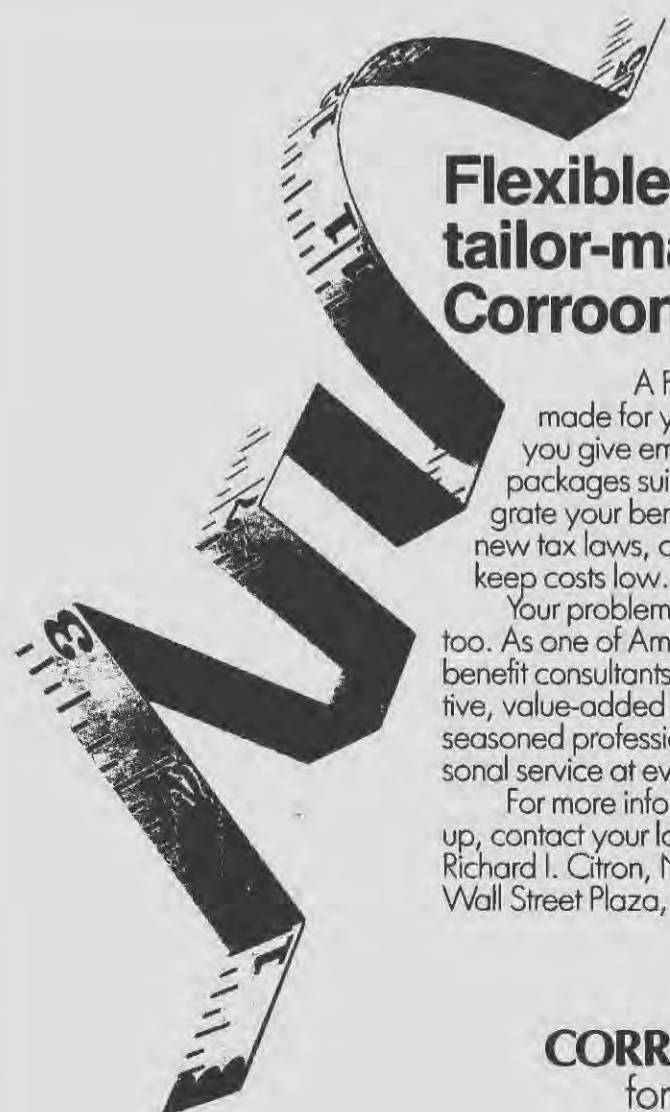 Flexible
tailor-ma
Corroon
A F
made for y
you give em
packages sui
grate your ben
new tax laws, c
keep costs low.
Your problem
too. As one of Am
benefit consultants
tive, value-added
seasoned professio
sonal service at ev
For more info
up, contact your lo
Richard I. Citron, N
Wall Street Plaza,
CORR
for